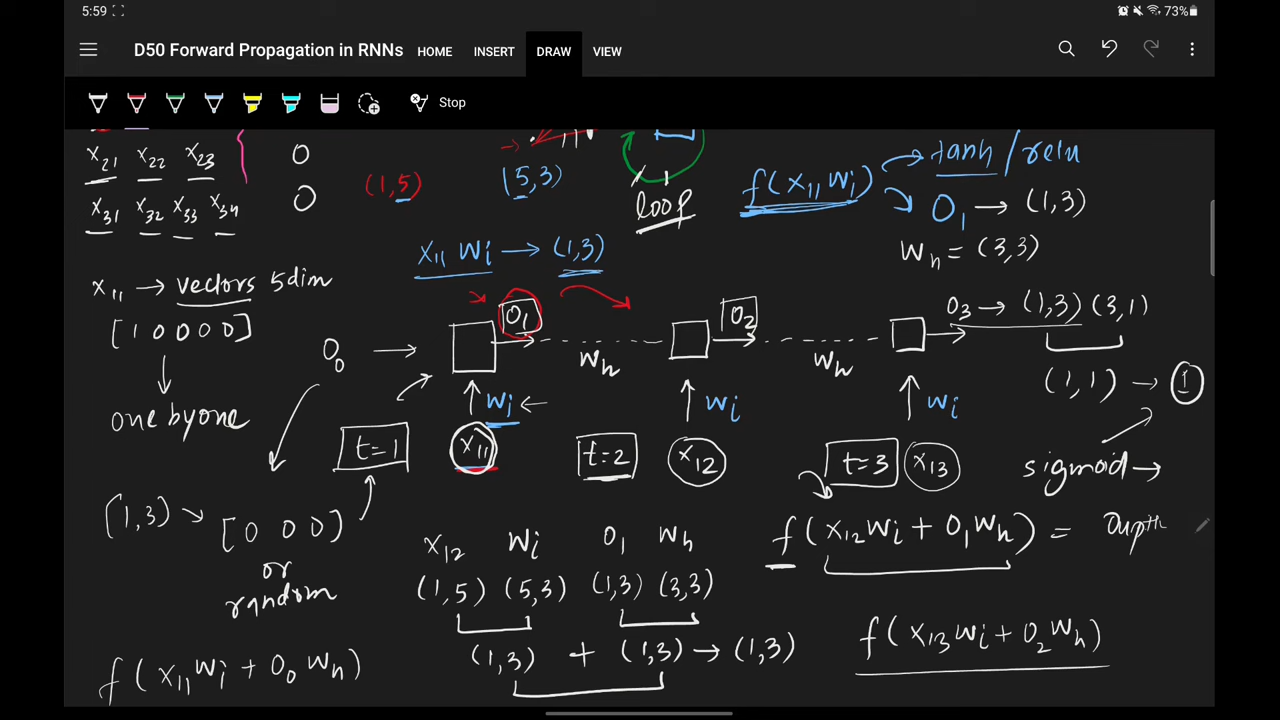 5:59
73%
D50 Forward Propagation in RNNs HOME INSERT DRAW VIEW
Stop
x21 x22 x23 0
x31 x32 x33 x34 0
(1,5) (5,3)
loop
f(x11 wi) tanh/relu
O1 → (1,3)
wh = (3,3)
x11 wi → (1,3)
x11 → vectors 5dim
[1 0 0 0 0]
one by one
O0 → O1 wh O2 wh O3 → (1,3) (3,1)
(1,1) → 1
wi ← wi wi
t=1 x11 t=2 x12 t=3 x13
sigmoid →
(1,3) → [0 0 0]
or
random
x12 wi O1 wh
(1,5) (5,3) (1,3) (3,3)
(1,3) + (1,3) → (1,3)
f(x12 wi + O1 wh) =
f(x13 wi + O2 wh)
f(x11 wi + O0 wh)